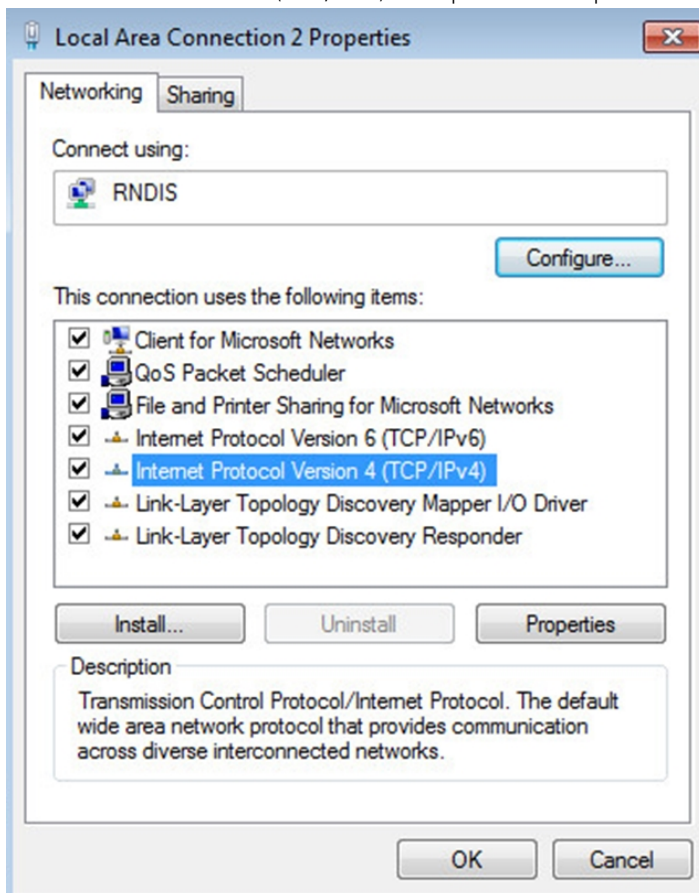 Local Area Connection 2 Properties
Networking
Sharing
Connect using:
RNDIS
Configure...
This connection uses the following items:
Client for Microsoft Networks
QoS Packet Scheduler
File and Printer Sharing for Microsoft Networks
Internet Protocol Version 6 (TCP/IPv6)
Internet Protocol Version 4 (TCP/IPv4)
Link-Layer Topology Discovery Mapper I/O Driver
Link-Layer Topology Discovery Responder
Install...
Uninstall
Properties
Description
Transmission Control Protocol/Internet Protocol. The default
wide area network protocol that provides communication
across diverse interconnected networks.
OK
Cancel